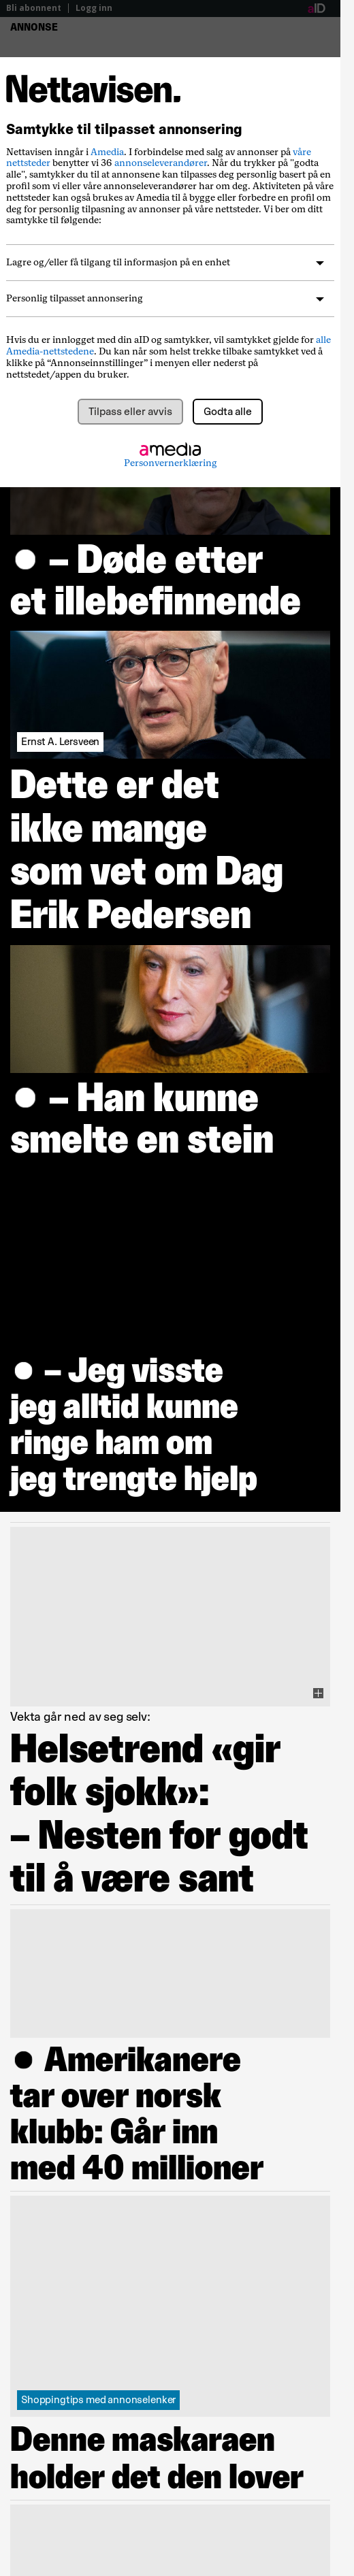 Bli abonnent | Logg inn
aID
ANNONSE
Nettavisen.
Samtykke til tilpasset annonsering
Nettavisen inngår i Amedia. I forbindelse med salg av annonser på våre
nettsteder benytter vi 36 annonseleverandører. Når du trykker på "godta
alle", samtykker du til at annonsene kan tilpasses deg personlig basert på en
profil som vi eller våre annonseleverandører har om deg. Aktiviteten på våre
nettsteder kan også brukes av Amedia til å bygge eller forbedre en profil om
deg for personlig tilpasning av annonser på våre nettsteder. Vi ber om ditt
samtykke til følgende:
Lagre og/eller få tilgang til informasjon på en enhet
Personlig tilpasset annonsering
Hvis du er innlogget med din aID og samtykker, vil samtykket gjelde for alle
Amedia-nettstedene. Du kan når som helst trekke tilbake samtykket ved å
klikke på “Annonseinnstillinger” i menyen eller nederst på
nettstedet/appen du bruker.
Tilpass eller avvis
Godta alle
amedia
Personvernerklæring
– Døde etter
et illebefinnende
Ernst A. Lersveen
Dette er det
ikke mange
som vet om Dag
Erik Pedersen
– Han kunne
smelte en stein
– Jeg visste
jeg alltid kunne
ringe ham om
jeg trengte hjelp
Vekta går ned av seg selv:
Helsetrend «gir
folk sjokk»:
– Nesten for godt
til å være sant
Amerikanere
tar over norsk
klubb: Går inn
med 40 millioner
Shoppingtips med annonselenker
Denne maskaraen
holder det den lover